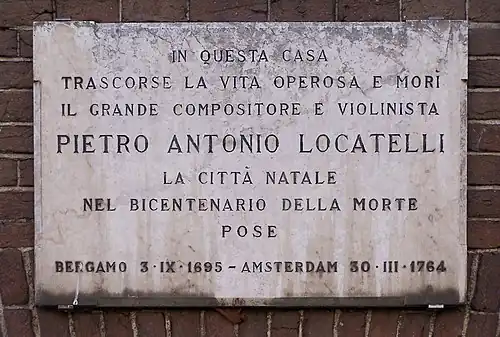 IN QUESTA CASA
TRASCORSE LA VITA OPEROSA E MORÌ
IL GRANDE COMPOSITORE E VIOLINISTA
PIETRO ANTONIO LOCATELLI
LA CITTÀ NATALE
NEL BICENTENARIO DELLA MORTE
POSE
BERGAMO 3·IX·1695 – AMSTERDAM 30·III·1764